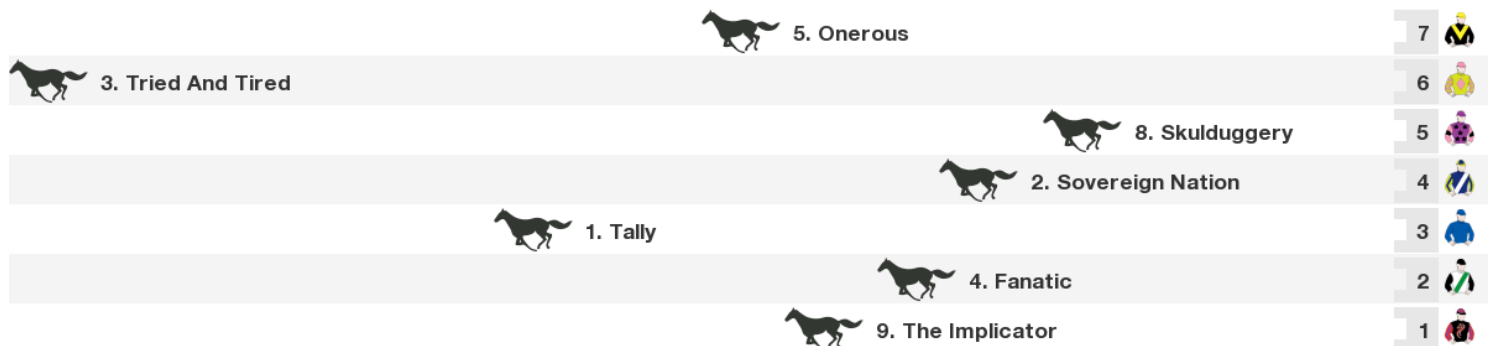 5. Onerous 7
3. Tried And Tired 6
8. Skulduggery 5
2. Sovereign Nation 4
1. Tally 3
4. Fanatic 2
9. The Implicator 1